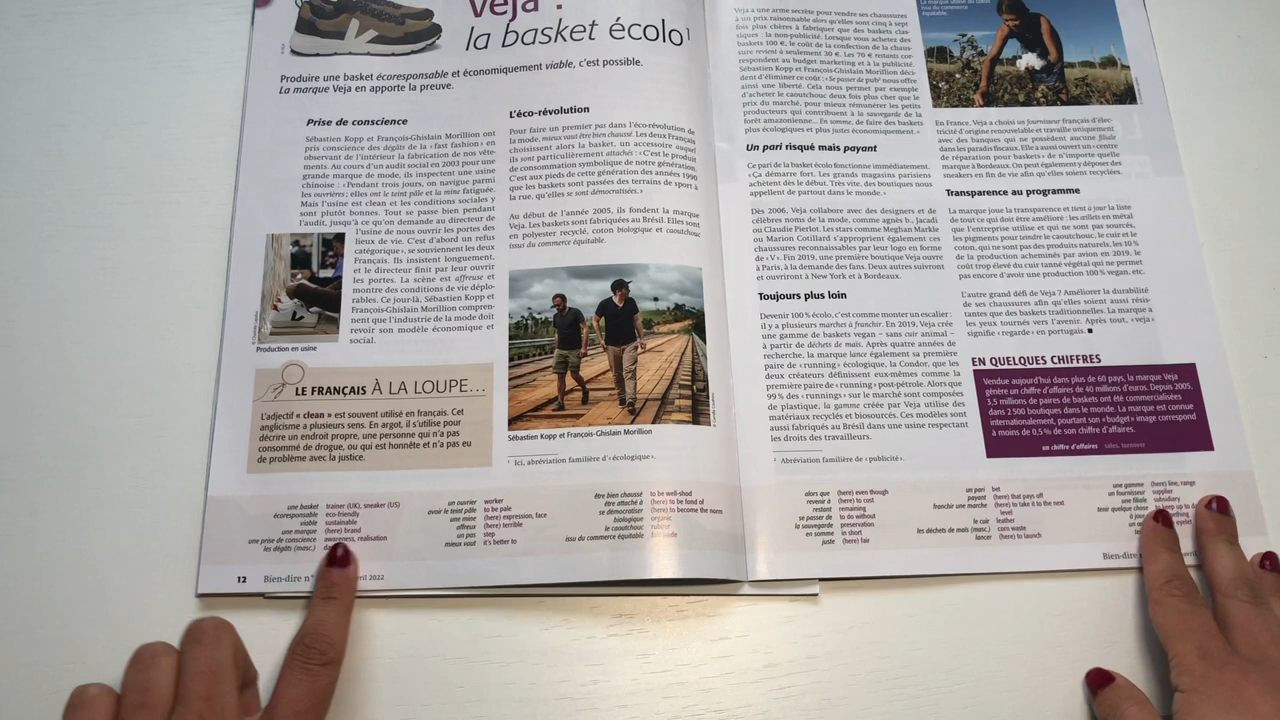 Veja :
la basket écolo¹
Produire une basket écoresponsable et économiquement viable, c'est possible.
La marque Veja en apporte la preuve.
Prise de conscience
Sébastien Kopp et François-Ghislain Morillion ont
pris conscience des dégâts de la « fast fashion » en
observant de l'intérieur la fabrication de nos vête-
ments. Au cours d'un audit social en 2003 pour une
grande marque de mode, ils inspectent une usine
chinoise : « Pendant trois jours, on navigue parmi
les ouvrières ; elles ont le teint pâle et la mine fatiguée.
Mais l'usine est clean et les conditions sociales y
sont plutôt bonnes. Tout se passe bien pendant
l'audit, jusqu'à ce qu'on demande au directeur de
l'usine de nous ouvrir les portes des
lieux de vie. C'est d'abord un refus
catégorique », se souviennent les deux
Français. Ils insistent longuement,
et le directeur finit par leur ouvrir
les portes. La scène est affreuse et
montre des conditions de vie déplo-
rables. Ce jour-là, Sébastien Kopp et
François-Ghislain Morillion compren-
nent que l'industrie de la mode doit
revoir son modèle économique et
social.
Production en usine
LE FRANÇAIS À LA LOUPE...
L'adjectif « clean » est souvent utilisé en français. Cet
anglicisme a plusieurs sens. En argot, il s'utilise pour
décrire un endroit propre, une personne qui n'a pas
consommé de drogue, ou qui est honnête et n'a pas eu
de problème avec la justice.
L'éco-révolution
Pour faire un premier pas dans l'éco-révolution de
la mode, mieux vaut être bien chaussé. Les deux Français
choisissent alors la basket, un accessoire auquel
ils sont particulièrement attachés : « C'est le produit
de consommation symbolique de notre génération.
C'est aux pieds de cette génération des années 1990
que les baskets sont passées des terrains de sport à
la rue, qu'elles se sont démocratisées. »
Au début de l'année 2005, ils fondent la marque
Veja. Les baskets sont fabriquées au Brésil. Elles sont
en polyester recyclé, coton biologique et caoutchouc
issus du commerce équitable.
Sébastien Kopp et François-Ghislain Morillion
¹ Ici, abréviation familière d'« écologique ».
une basket trainer (UK), sneaker (US)
écoresponsable eco-friendly
viable sustainable
une marque (here) brand
une prise de conscience awareness, realisation
les dégâts (masc.)
un ouvrier worker
avoir le teint pâle to be pale
une mine (here) expression, face
affreux (here) terrible
un pas step
mieux vaut it's better to
être bien chaussé to be well-shod
être attaché à (here) to be fond of
se démocratiser (here) to become the norm
biologique organic
le caoutchouc rubber
issu du commerce équitable fair-trade
12 Bien-dire n° avril 2022
Veja a une arme secrète pour vendre ses chaussures
à un prix raisonnable alors qu'elles sont cinq à sept
fois plus chères à fabriquer que des baskets clas-
siques : la non-publicité. Lorsque vous achetez des
baskets 100 €, le coût de la confection de la chaus-
sure revient à seulement 30 €. Les 70 € restants cor-
respondent au budget marketing et à la publicité.
Sébastien Kopp et François-Ghislain Morillion déci-
dent d'éliminer ce coût : « Se passer de pub² nous offre
ainsi une liberté. Cela nous permet par exemple
d'acheter le caoutchouc deux fois plus cher que le
prix du marché, pour mieux rémunérer les petits
producteurs qui contribuent à la sauvegarde de la
forêt amazonienne... En somme, de faire des baskets
plus écologiques et plus justes économiquement. »
Un pari risqué mais payant
Ce pari de la basket écolo fonctionne immédiatement.
« Ça démarre fort. Les grands magasins parisiens
achètent dès le début. Très vite, des boutiques nous
appellent de partout dans le monde. »
Dès 2006, Veja collabore avec des designers et de
célèbres noms de la mode, comme agnès b., Jacadi
ou Claudie Pierlot. Les stars comme Meghan Markle
ou Marion Cotillard s'approprient également ces
chaussures reconnaissables par leur logo en forme
de « V ». Fin 2019, une première boutique Veja ouvre
à Paris, à la demande des fans. Deux autres suivront
et ouvriront à New York et à Bordeaux.
Toujours plus loin
Devenir 100 % écolo, c'est comme monter un escalier :
il y a plusieurs marches à franchir. En 2019, Veja crée
une gamme de baskets vegan – sans cuir animal –
à partir de déchets de maïs. Après quatre années de
recherche, la marque lance également sa première
paire de « running » écologique, la Condor, que les
deux créateurs définissent eux-mêmes comme la
première paire de « running » post-pétrole. Alors que
99 % des « runnings » sur le marché sont composées
de plastique, la gamme créée par Veja utilise des
matériaux recyclés et biosourcés. Ces modèles sont
aussi fabriqués au Brésil dans une usine respectant
les droits des travailleurs.
² Abréviation familière de « publicité ».
issu du commerce
équitable.
En France, Veja a choisi un fournisseur français d'élec-
tricité d'origine renouvelable et travaille uniquement
avec des banques qui ne possèdent aucune filiale
dans les paradis fiscaux. Elle a aussi ouvert un « centre
de réparation pour baskets » de n'importe quelle
marque à Bordeaux. On peut également y déposer des
sneakers en fin de vie afin qu'elles soient recyclées.
Transparence au programme
La marque joue la transparence et tient à jour la liste
de tout ce qui doit être amélioré : les œillets en métal
que l'entreprise utilise et qui ne sont pas sourcés,
les pigments pour teindre le caoutchouc, le cuir et le
coton, qui ne sont pas des produits naturels, les 10 %
de la production acheminés par avion en 2019, le
coût trop élevé du cuir tanné végétal qui ne permet
pas encore d'avoir une production 100 % vegan, etc.
L'autre grand défi de Veja ? Améliorer la durabilité
de ses chaussures afin qu'elles soient aussi résis-
tantes que des baskets traditionnelles. La marque a
les yeux tournés vers l'avenir. Après tout, « veja »
signifie « regarde » en portugais. ■
EN QUELQUES CHIFFRES
Vendue aujourd'hui dans plus de 60 pays, la marque Veja
génère un chiffre d'affaires de 40 millions d'euros. Depuis 2005,
3,5 millions de paires de baskets ont été commercialisées
dans 2 500 boutiques dans le monde. La marque est connue
internationalement, pourtant son « budget » image correspond
à moins de 0,5 % de son chiffre d'affaires.
un chiffre d'affaires sales, turnover
alors que (here) even though
revenir à (here) to cost
restant remaining
se passer de to do without
la sauvegarde preservation
en somme in short
juste (here) fair
un pari bet
payant (here) that pays off
franchir une marche (here) to take it to the next
level
le cuir leather
les déchets de maïs (masc.) corn waste
lancer (here) to launch
une gamme (here) line, range
un fournisseur supplier
une filiale subsidiary
tenir quelque chose to keep up to
à jour
eyelet
Bien-dire avril